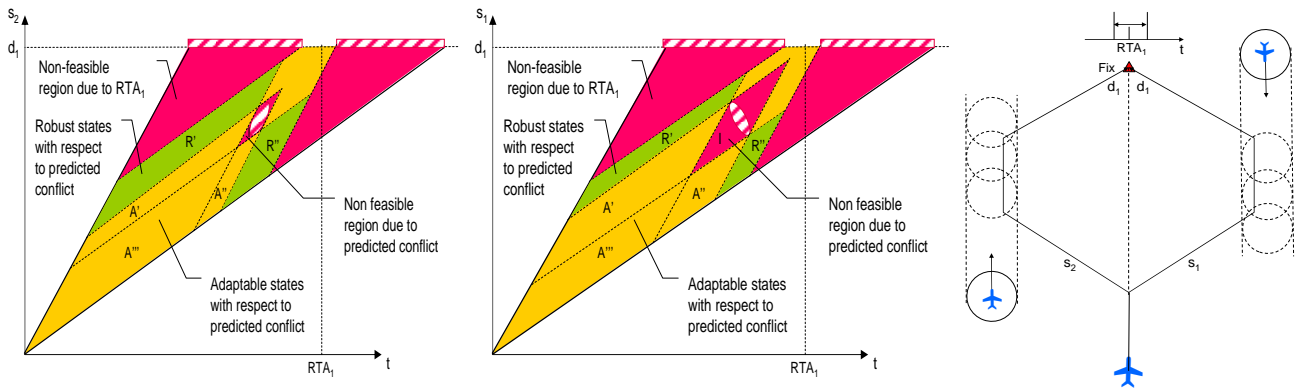 s2
d1
Non-feasible
region due to RTA1
Robust states
with respect
to predicted
conflict
R'
I
R''
A'
A''
A'''
Non feasible
region due to
predicted conflict
Adaptable states
with respect to
predicted conflict
RTA1
t
s1
d1
Non-feasible
region due to RTA1
Robust states
with respect
to predicted
conflict
R'
I
R''
A'
A''
A'''
Non feasible
region due to
predicted conflict
Adaptable states
with respect to
predicted conflict
RTA1
t
RTA1
t
Fix
d1
d1
s2
s1